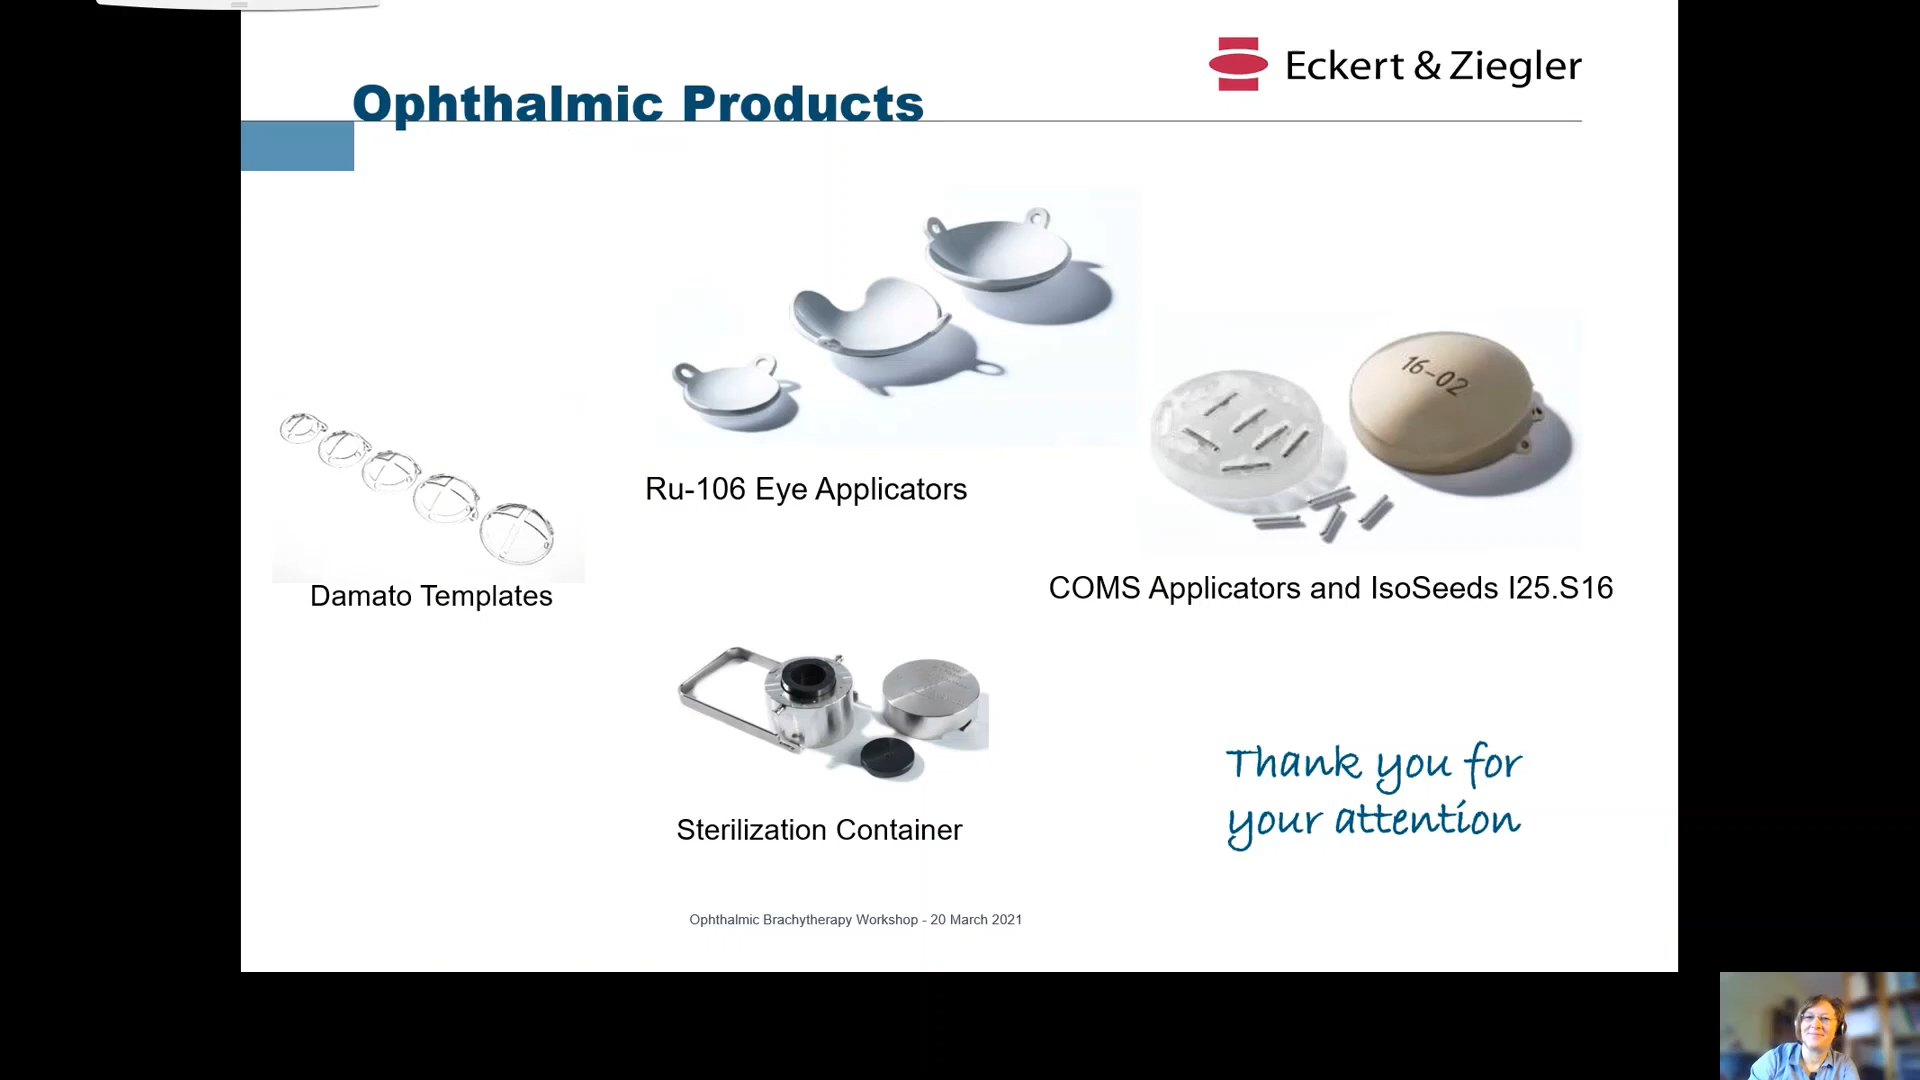 Eckert & Ziegler
Ophthalmic Products
16-02
Ru-106 Eye Applicators
COMS Applicators and IsoSeeds I25.S16
Damato Templates
Sterilization Container
Thank you for
your attention
Ophthalmic Brachytherapy Workshop - 20 March 2021